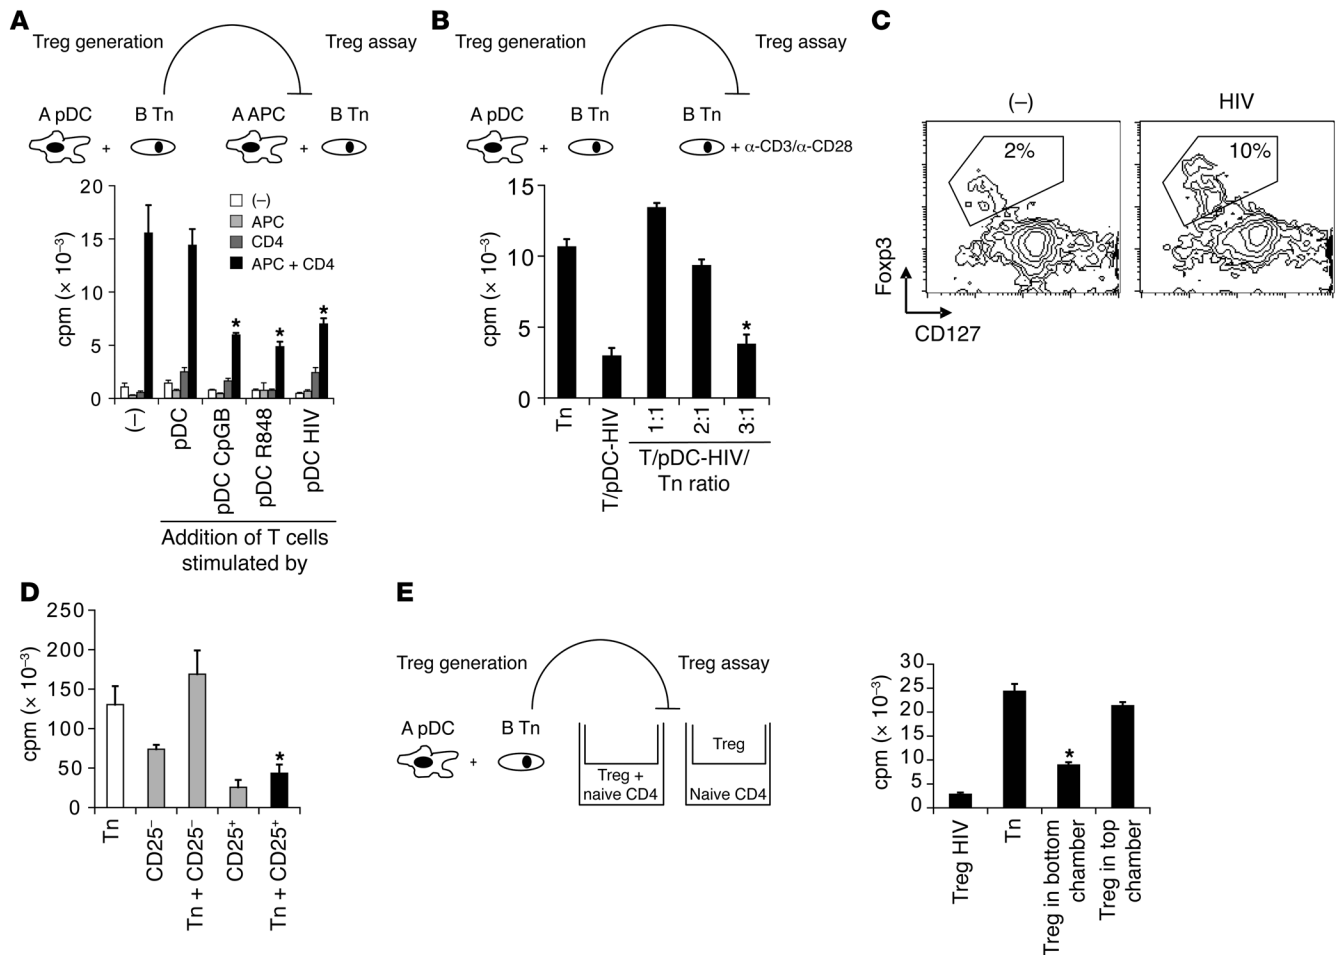 A
Treg generation
Treg assay
A pDC
B Tn
A APC
B Tn
+
+
cpm (× 10⁻³)
20
15
10
5
0
(–)
APC
CD4
APC + CD4
*
*
*
(–)
pDC
pDC CpGB
pDC R848
pDC HIV
Addition of T cells
stimulated by
B
Treg generation
Treg assay
A pDC
B Tn
B Tn
+
+ α-CD3/α-CD28
cpm (× 10⁻³)
15
10
5
0
*
Tn
T/pDC-HIV
1:1
2:1
3:1
T/pDC-HIV/
Tn ratio
C
(–)
HIV
2%
10%
Foxp3
CD127
D
cpm (× 10⁻³)
250
200
150
100
50
0
*
Tn
CD25⁻
Tn + CD25⁻
CD25⁺
Tn + CD25⁺
E
Treg generation
Treg assay
A pDC
B Tn
+
Treg +
naive CD4
Treg
Naive CD4
cpm (× 10⁻³)
30
25
20
15
10
5
0
*
Treg HIV
Tn
Treg in bottom
chamber
Treg in top
chamber